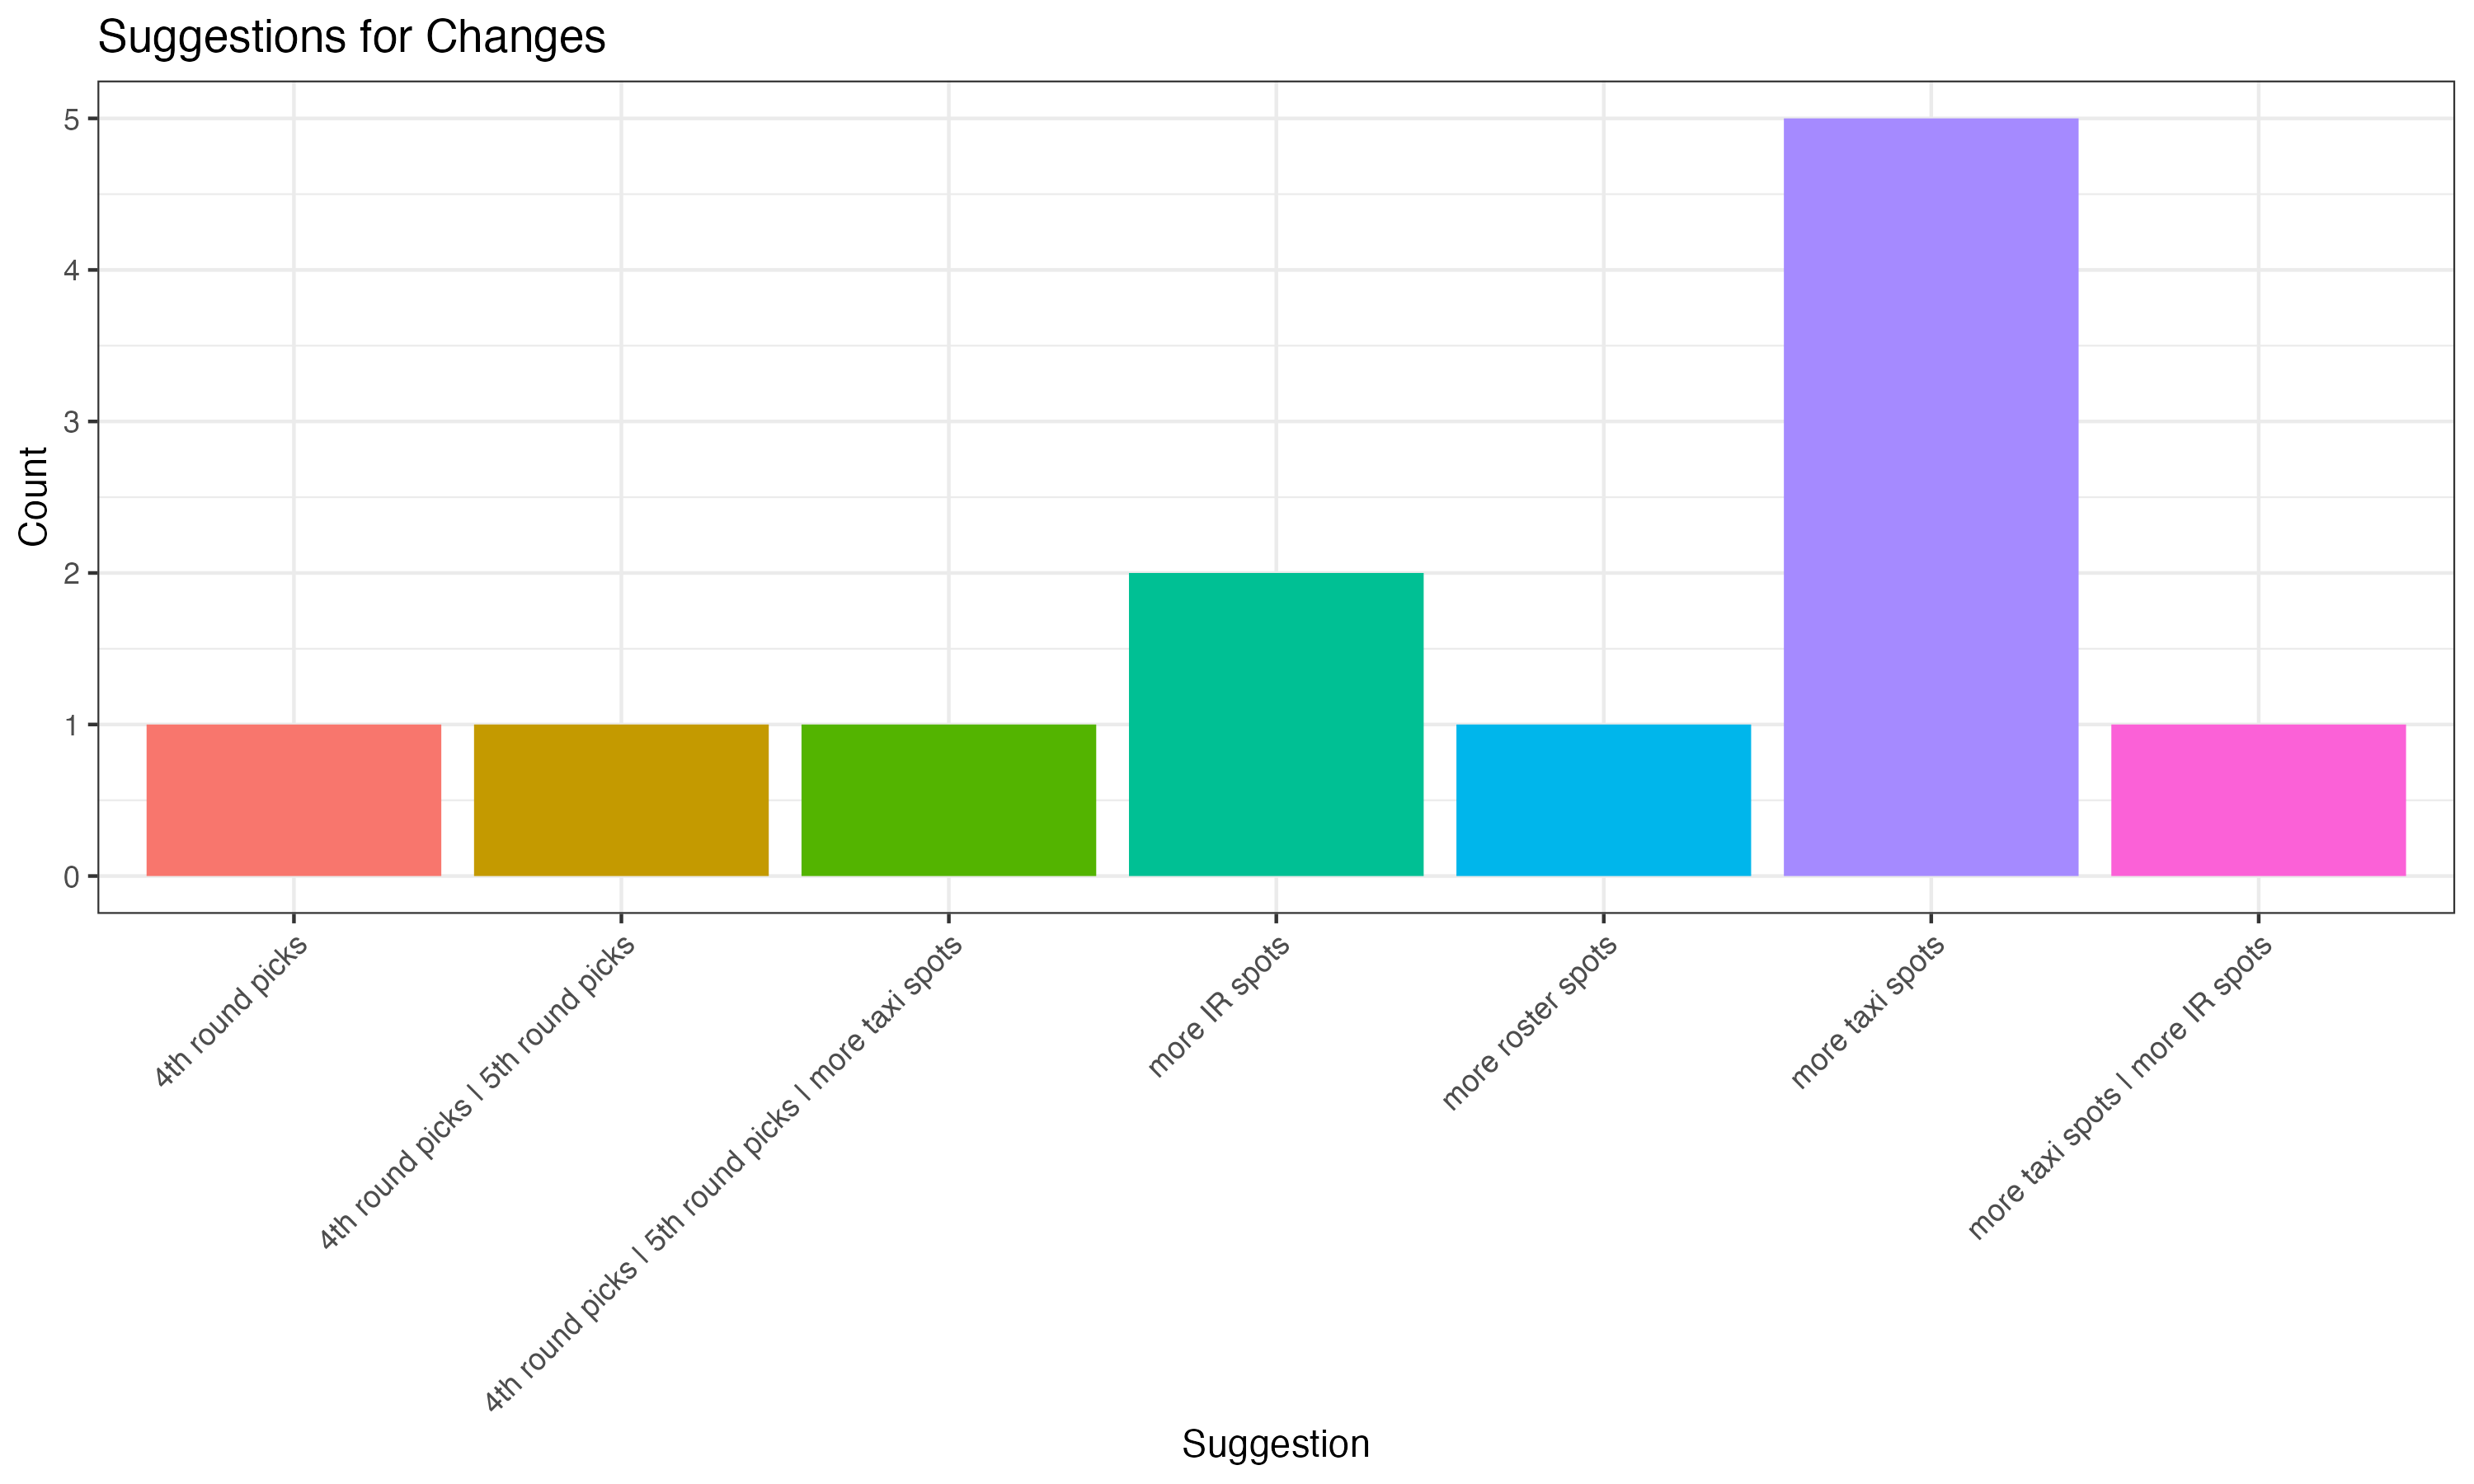 Suggestions for Changes
Count
5
4
3
2
1
0
4th round picks
4th round picks | 5th round picks
4th round picks | 5th round picks | more taxi spots
more IR spots
more roster spots
more taxi spots
more taxi spots | more IR spots
Suggestion